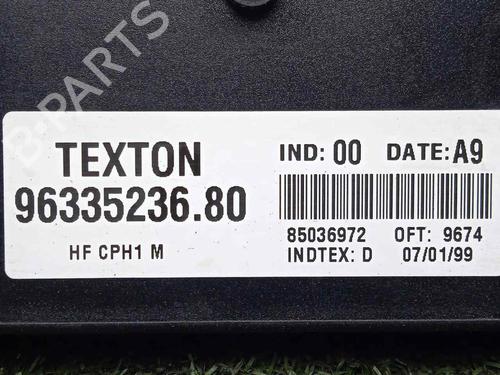 B-PARTS
TEXTON
96335236.80
HF CPH1 M
IND: 00 DATE: A9
85036972 OFT: 9674
INDTEX: D 07/01/99